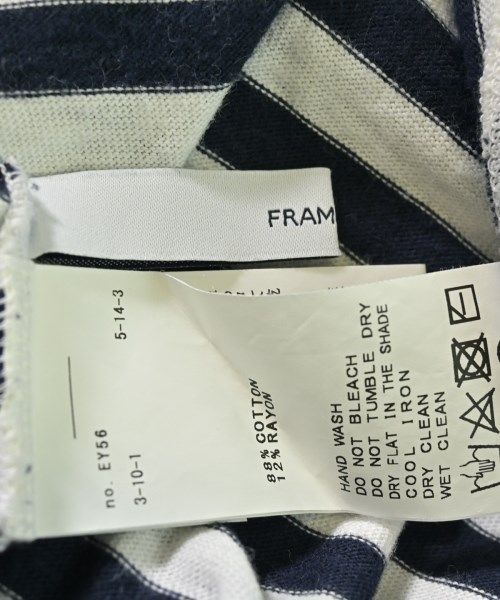 FRAM
no. EY56
3-10-1
5-14-3
88% COTTON
12% RAYON
HAND WASH
DO NOT BLEACH
DO NOT TUMBLE DRY
DRY FLAT IN THE SHADE
COOL IRON
DRY CLEAN
WET CLEAN